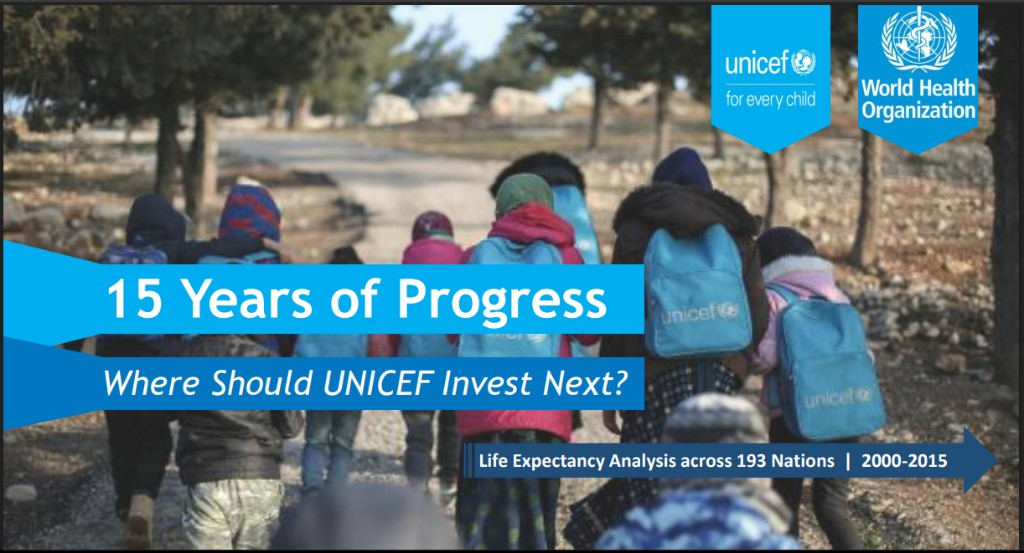 unicef
for every child
World Health
Organization
15 Years of Progress
unicef
unicef
Where Should UNICEF Invest Next?
unicef
Life Expectancy Analysis across 193 Nations | 2000-2015